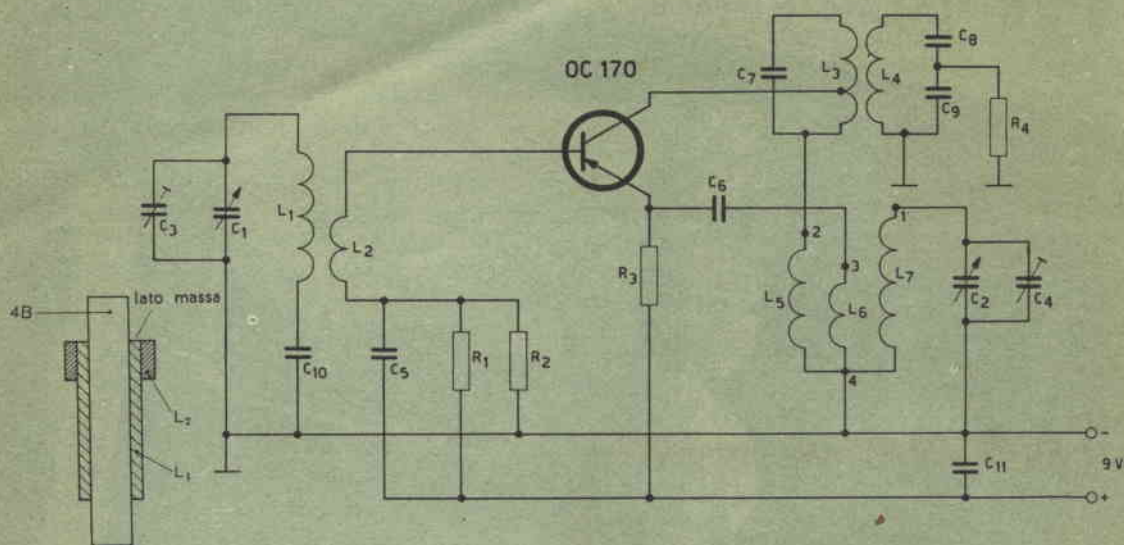 OC 170
C7
L3
L4
C8
C9
R4
C3
C1
L1
L2
C6
2
3
1
R3
L5
L6
L7
C2
C4
4
4B
lato massa
L2
L1
C10
C5
R1
R2
C11
-
9 V
+